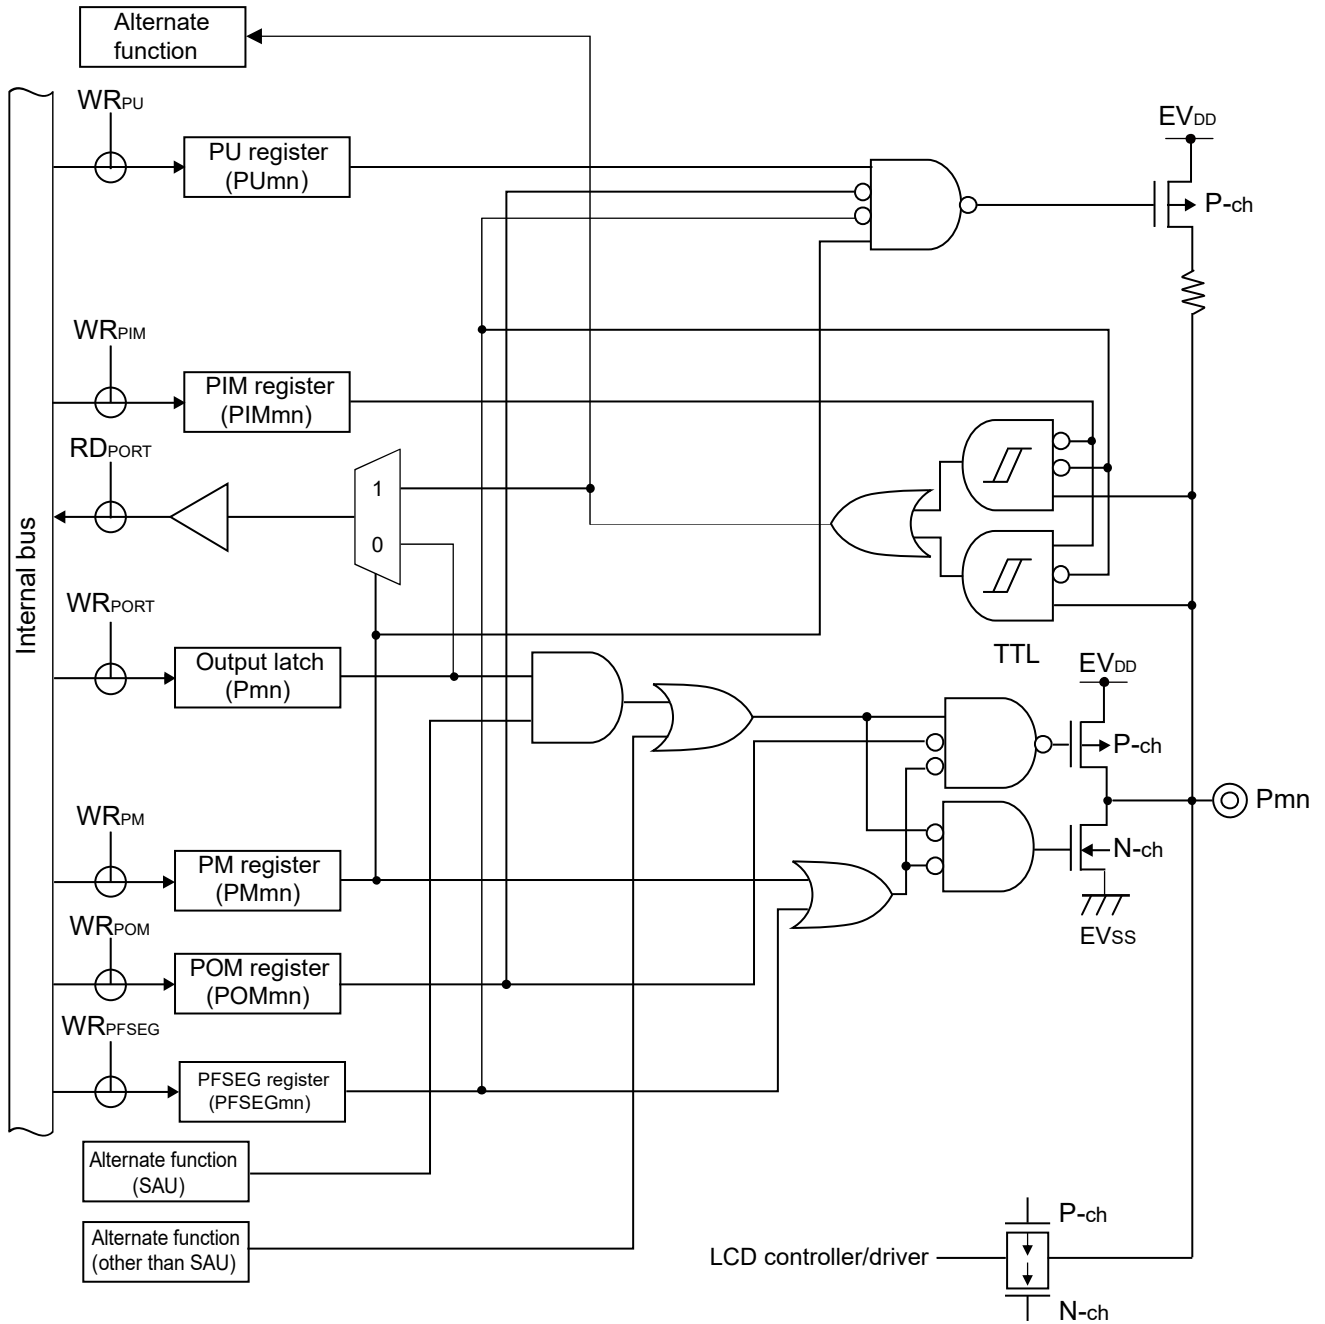 Alternate
function
WRPU
PU register
(PUmn)
EVDD
P-ch
WRPIM
PIM register
(PIMmn)
RDPORT
1
0
Internal bus
WRPORT
Output latch
(Pmn)
TTL
EVDD
P-ch
Pmn
WRPM
PM register
(PMmn)
N-ch
EVSS
WRPOM
POM register
(POMmn)
WRPFSEG
PFSEG register
(PFSEGmn)
Alternate function
(SAU)
Alternate function
(other than SAU)
P-ch
LCD controller/driver
N-ch